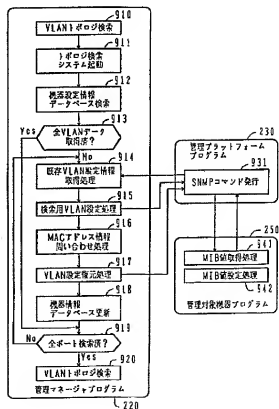 910
VLANトポロジ検索
911
トポロジ検索
システム起動
912
機器設定情報
データベース検索
913
Yes
全VLANデータ
取得済?
No
914
既存VLAN設定情報
取得処理
915
検索用VLAN設定処理
916
MACアドレス情報
問い合わせ処理
917
VLAN設定復元処理
918
機器情報
データベース更新
919
No
全ポート検索済?
Yes
920
VLANトポロジ検索
管理マネージャプログラム
220
230
管理プラットフォーム
プログラム
931
SNMPコマンド発行
250
941
MIB値取得処理
MIB値設定処理
942
管理対象機器プログラム